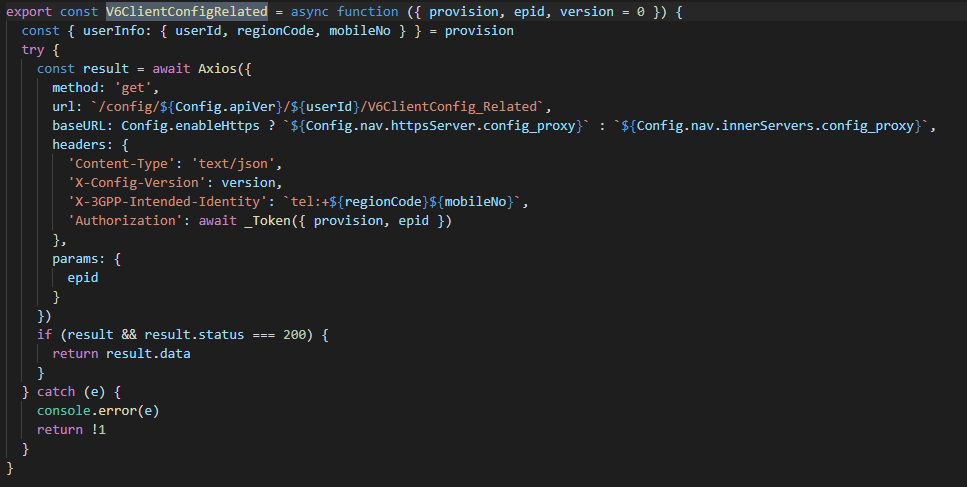 export const V6ClientConfigRelated = async function ({ provision, epid, version = 0 }) {
  const { userInfo: { userId, regionCode, mobileNo } } = provision
  try {
    const result = await Axios({
      method: 'get',
      url: `/config/${Config.apiVer}/${userId}/V6ClientConfig_Related`,
      baseURL: Config.enableHttps ? `${Config.nav.httpsServer.config_proxy}` : `${Config.nav.innerServers.config_proxy}`,
      headers: {
        'Content-Type': 'text/json',
        'X-Config-Version': version,
        'X-3GPP-Intended-Identity': `tel:+${regionCode}${mobileNo}`,
        'Authorization': await _Token({ provision, epid })
      },
      params: {
        epid
      }
    })
    if (result && result.status === 200) {
      return result.data
    }
  } catch (e) {
    console.error(e)
    return !1
  }
}